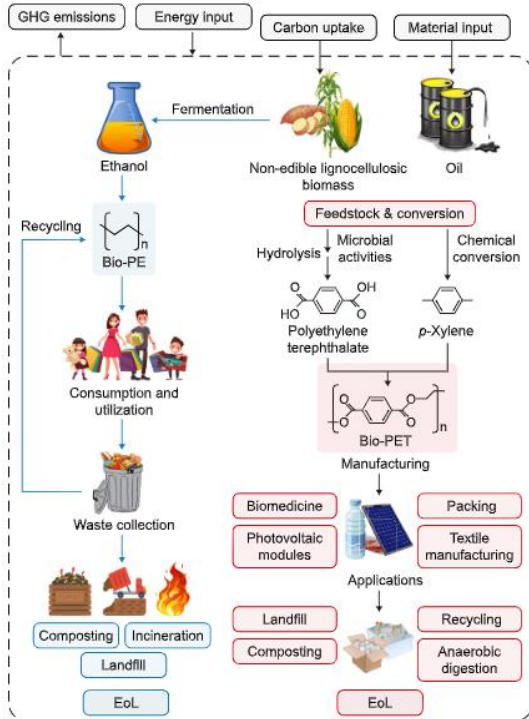 GHG emissions
Energy input
Carbon uptake
Material input
Fermentation
Ethanol
Non-edible lignocellulosic
biomass
Oil
Recycling
n
Bio-PE
Feedstock & conversion
Hydrolysis
Microbial
activities
Chemical
conversion
O
OH
HO
O
Polyethylene
terephthalate
p-Xylene
Consumption and
utilization
O
O
O
O
n
Bio-PET
Manufacturing
Waste collection
Biomedicine
Packing
Photovoltaic
modules
Textile
manufacturing
Applications
Composting
Incineration
Landfill
EoL
Landfill
Recycling
Composting
Anaerobic
digestion
EoL